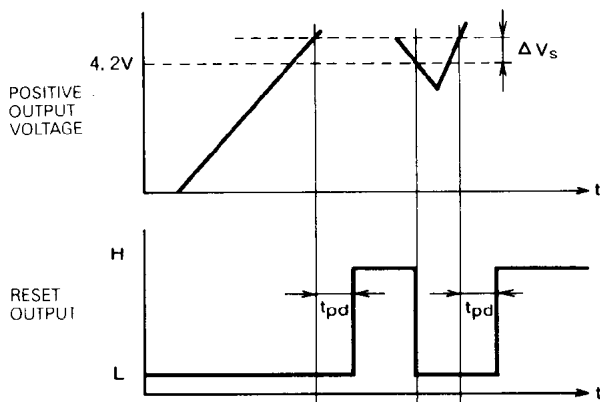 ΔVs
4.2V
POSITIVE
OUTPUT
VOLTAGE
t
H
RESET
OUTPUT
tpd
tpd
L
t